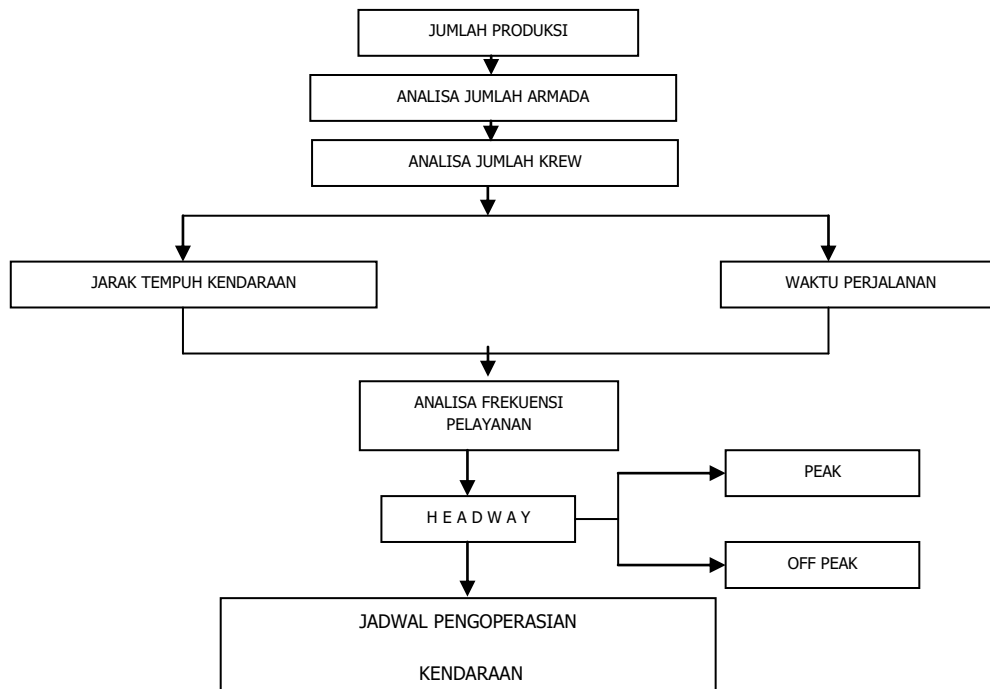 JUMLAH PRODUKSI
ANALISA JUMLAH ARMADA
ANALISA JUMLAH KREW
JARAK TEMPUH KENDARAAN
WAKTU PERJALANAN
ANALISA FREKUENSI
PELAYANAN
PEAK
H E A D W A Y
OFF PEAK
JADWAL PENGOPERASIAN
KENDARAAN